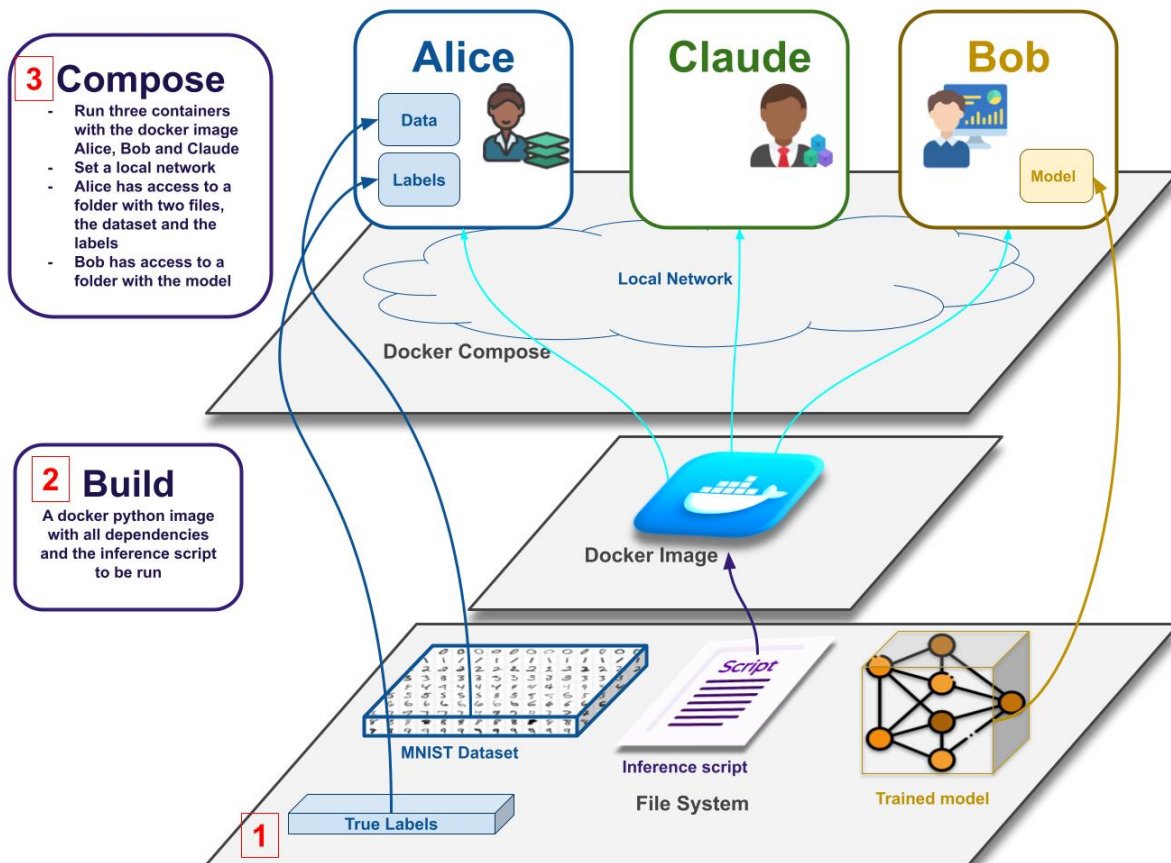 3 Compose
- Run three containers
with the docker image
Alice, Bob and Claude
- Set a local network
- Alice has access to a
folder with two files,
the dataset and the
labels
- Bob has access to a
folder with the model
Alice
Data
Labels
Claude
Bob
Model
Local Network
Docker Compose
2 Build
A docker python image
with all dependencies
and the inference script
to be run
Docker Image
Script
MNIST Dataset
Inference script
Trained model
File System
True Labels
1